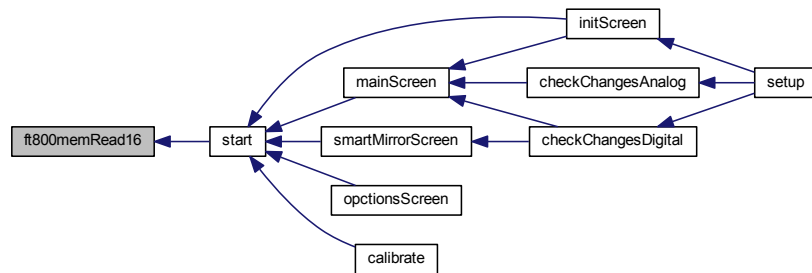 initScreen
mainScreen
checkChangesAnalog
setup
ft800memRead16
start
smartMirrorScreen
checkChangesDigital
opctionsScreen
calibrate